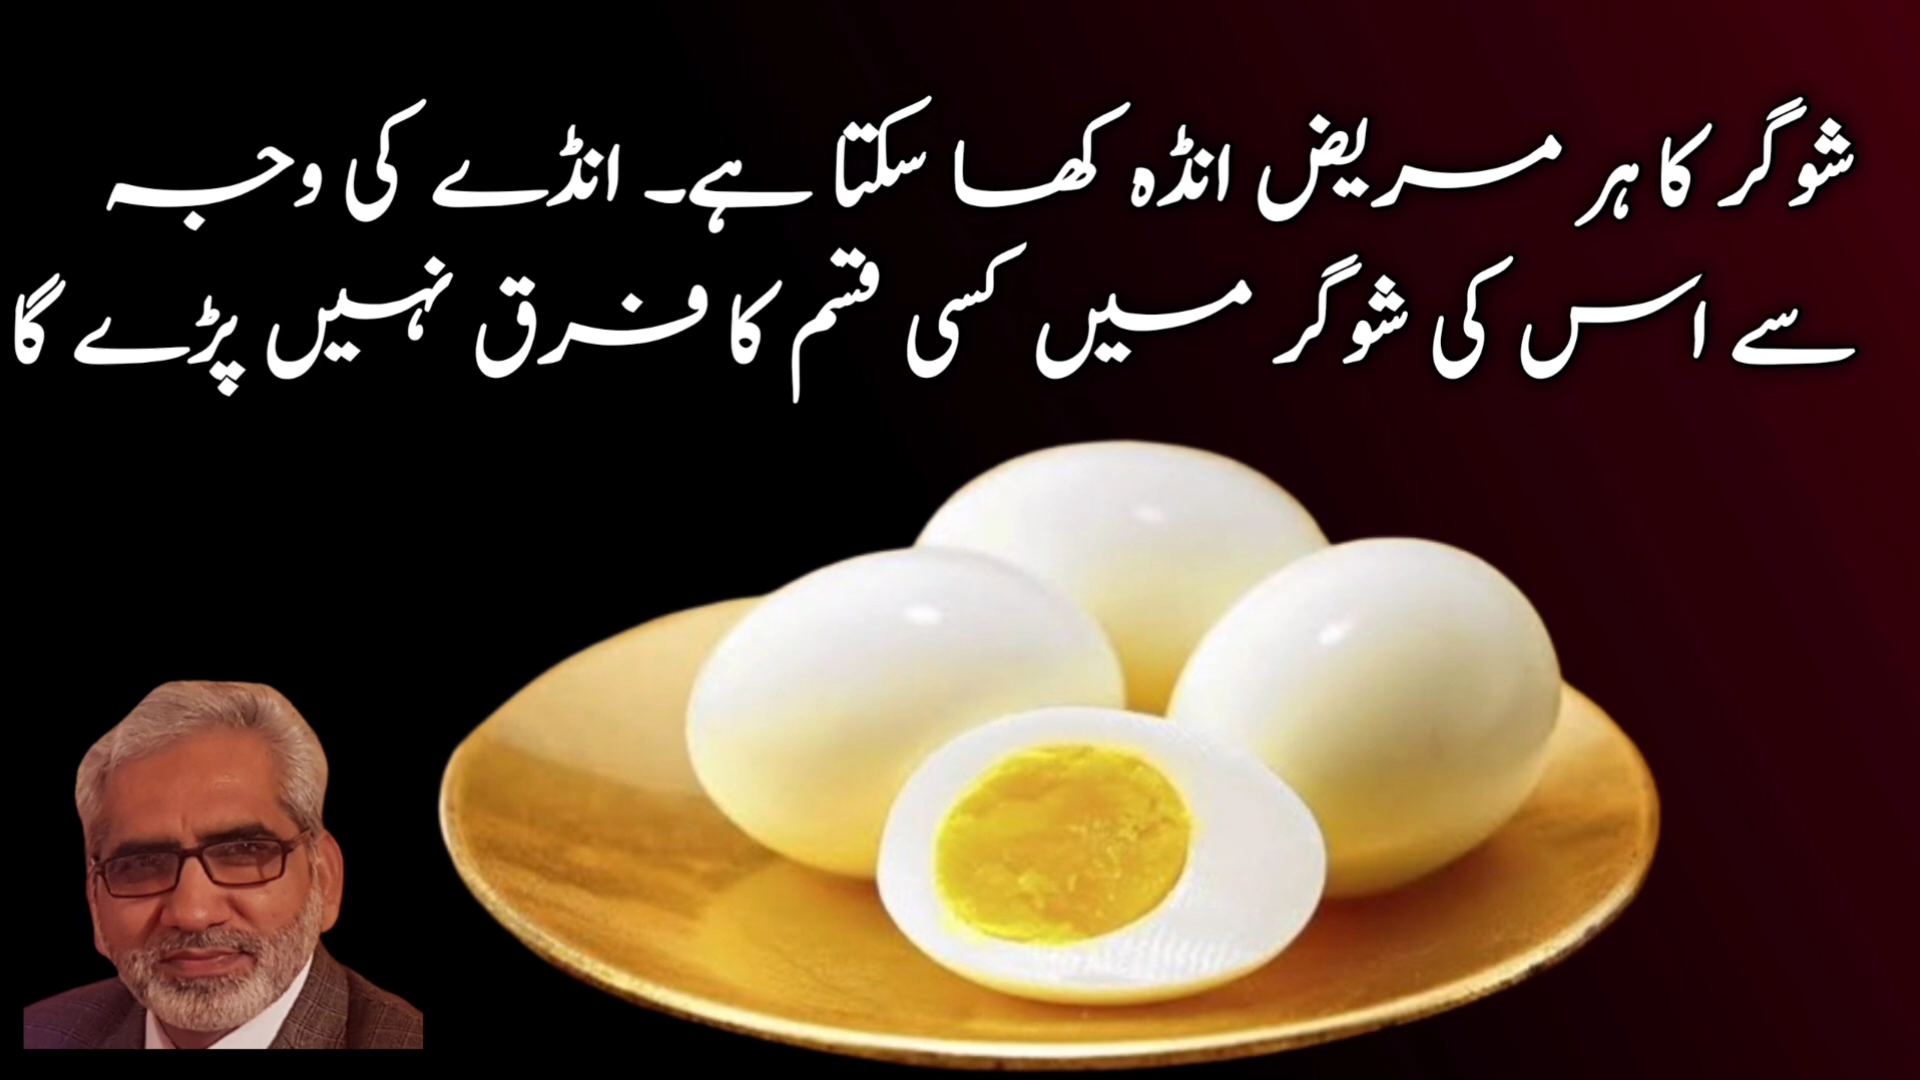 شوگر کا ہر مریض انڈہ کھا سکتا ہے۔ انڈے کی وجہ
سے اس کی شوگر میں کسی قسم کا فرق نہیں پڑے گا